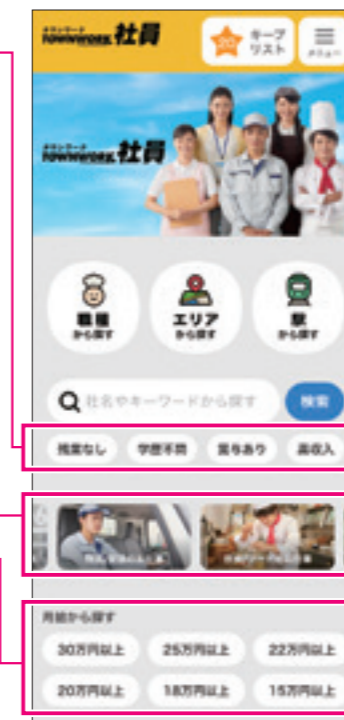 タウンワーク
TOWNWORK 社員
20
キープ
リスト
メニュー
タウンワーク
TOWNWORK 社員
職種
から探す
エリア
から探す
駅
から探す
社名やキーワードから探す
検索
残業なし 学歴不問 賞与あり 高収入
月給から探す
30万円以上 25万円以上 22万円以上
20万円以上 18万円以上 15万円以上